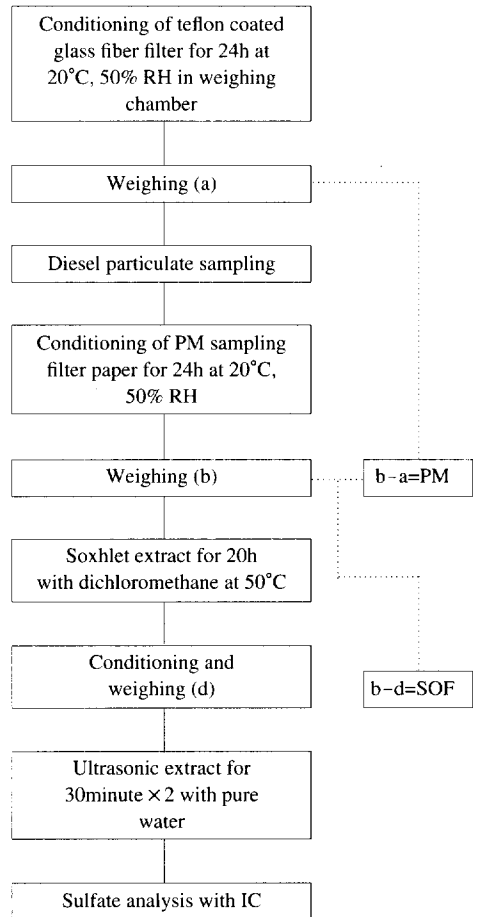 Conditioning of teflon coated
glass fiber filter for 24h at
20°C, 50% RH in weighing
chamber
Weighing (a)
Diesel particulate sampling
Conditioning of PM sampling
filter paper for 24h at 20°C,
50% RH
Weighing (b)
b-a=PM
Soxhlet extract for 20h
with dichloromethane at 50°C
Conditioning and
weighing (d)
b-d=SOF
Ultrasonic extract for
30minute × 2 with pure
water
Sulfate analysis with IC